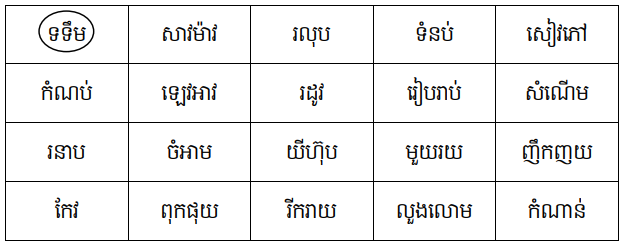 ទទឹម សាវម៉ាវ រលុប ទំនប់ សៀវភៅ
កំណប់ ឡេវអាវ រដូវ រៀបរាប់ សំណើម
រនាប ចំអាម យីហ៊ុប មួយរយ ញឹកញយ
កែវ ពុកផុយ រីករាយ លួងលោម កំណាន់